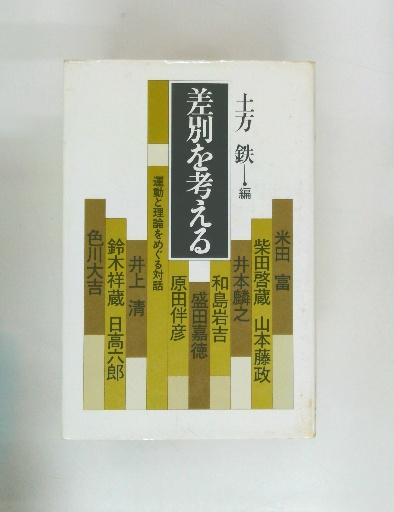 土方 鉄―編
差別を考える
運動と理論をめぐる対話
米田 富
柴田啓蔵 山本藤政
井本麟之
和島岩吉
盛田嘉徳
原田伴彦
井上 清
鈴木祥蔵 日高六郎
色川大吉